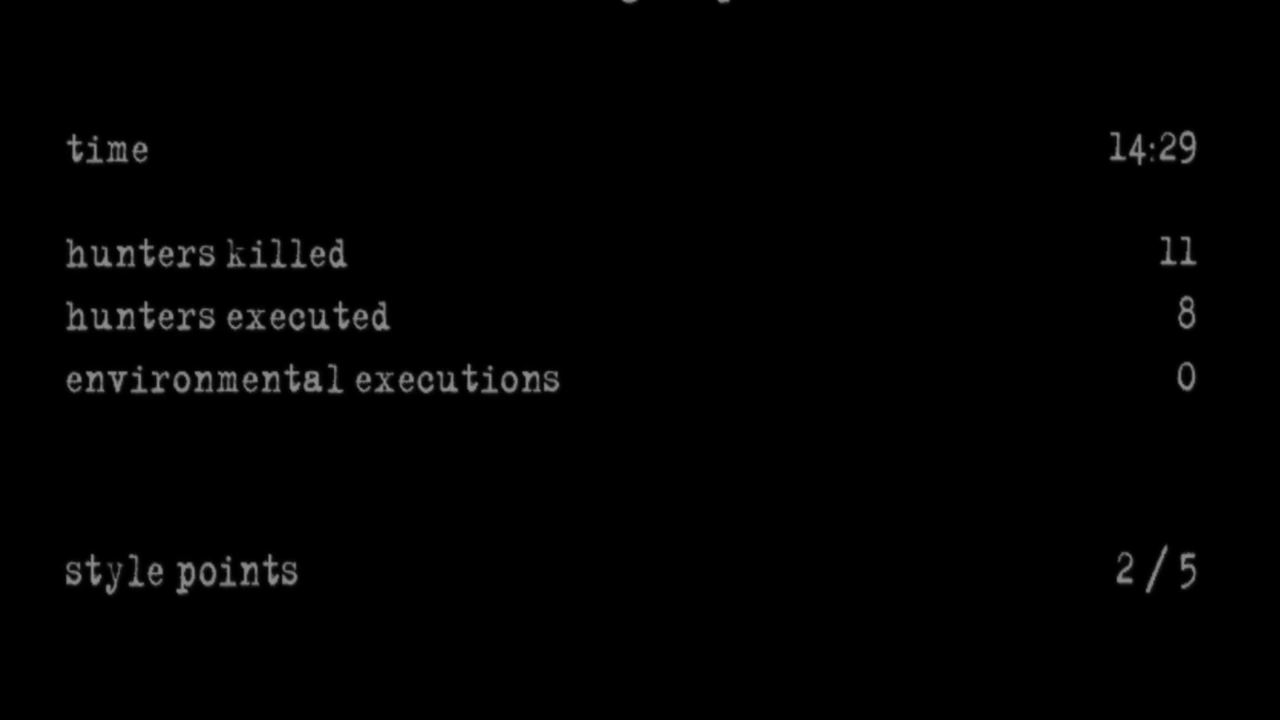 time 14:29
hunters killed 11
hunters executed 8
environmental executions 0
style points 2 / 5